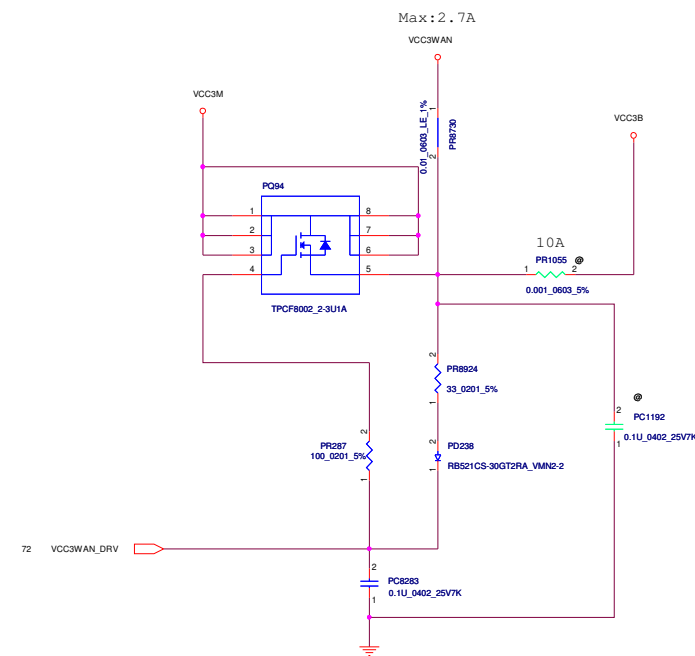 Max:2.7A
VCC3WAN
VCC3M
VCC3B
1
0.01_0603_LE_1%
PR8730
2
PQ94
1
8
2
7
3
6
4
5
TPCF8002_2-3U1A
10A
PR1055
@
1
2
0.001_0603_5%
2
PR8924
33_0201_5%
1
@
2
PC1192
0.1U_0402_25V7K
1
2
PR287
100_0201_5%
1
2
PD238
RB521CS-30GT2RA_VMN2-2
1
72
VCC3WAN_DRV
2
PC8283
0.1U_0402_25V7K
1